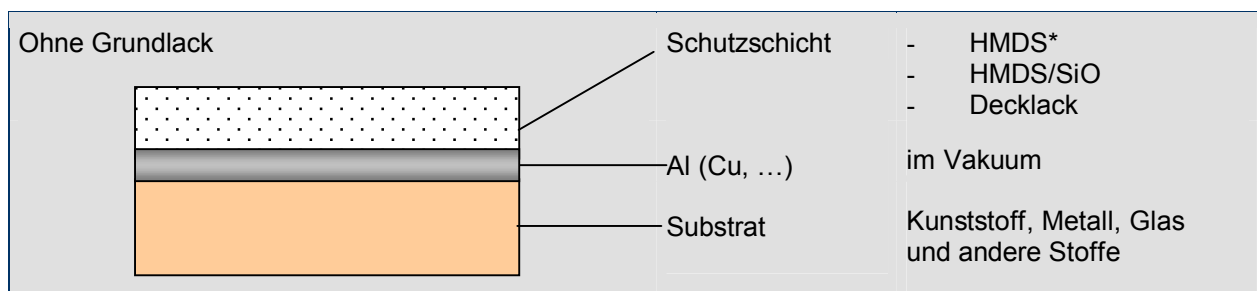 Ohne Grundlack
Schutzschicht
- HMDS*
- HMDS/SiO
- Decklack
Al (Cu, …)
im Vakuum
Substrat
Kunststoff, Metall, Glas
und andere Stoffe